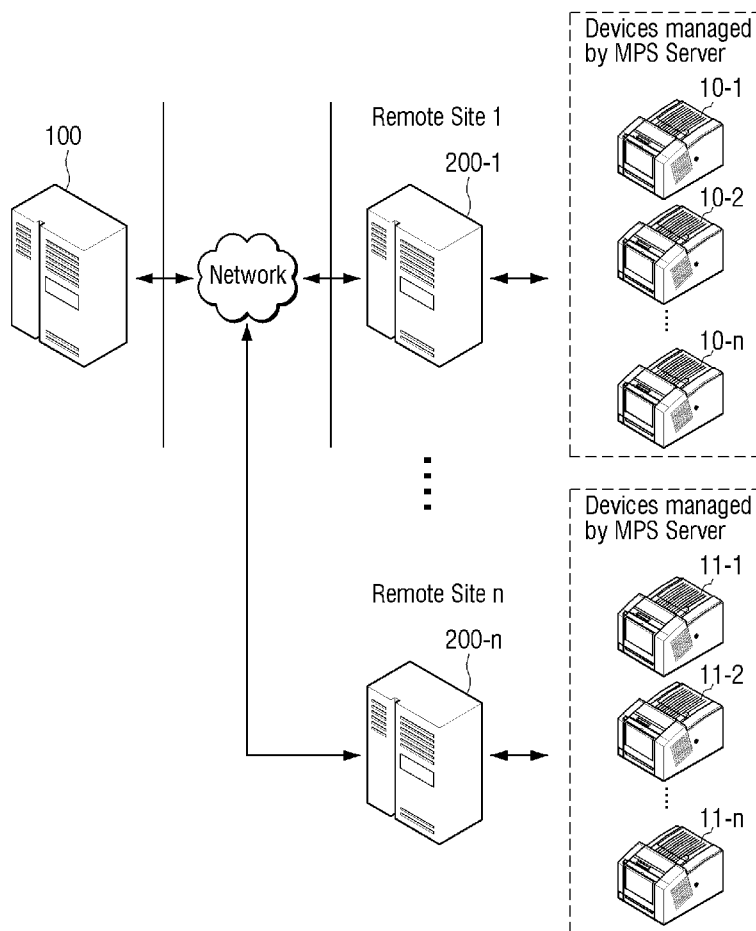 Devices managed
by MPS Server
10-1
Remote Site 1
100
200-1
10-2
Network
10-n
Devices managed
by MPS Server
11-1
Remote Site n
200-n
11-2
11-n